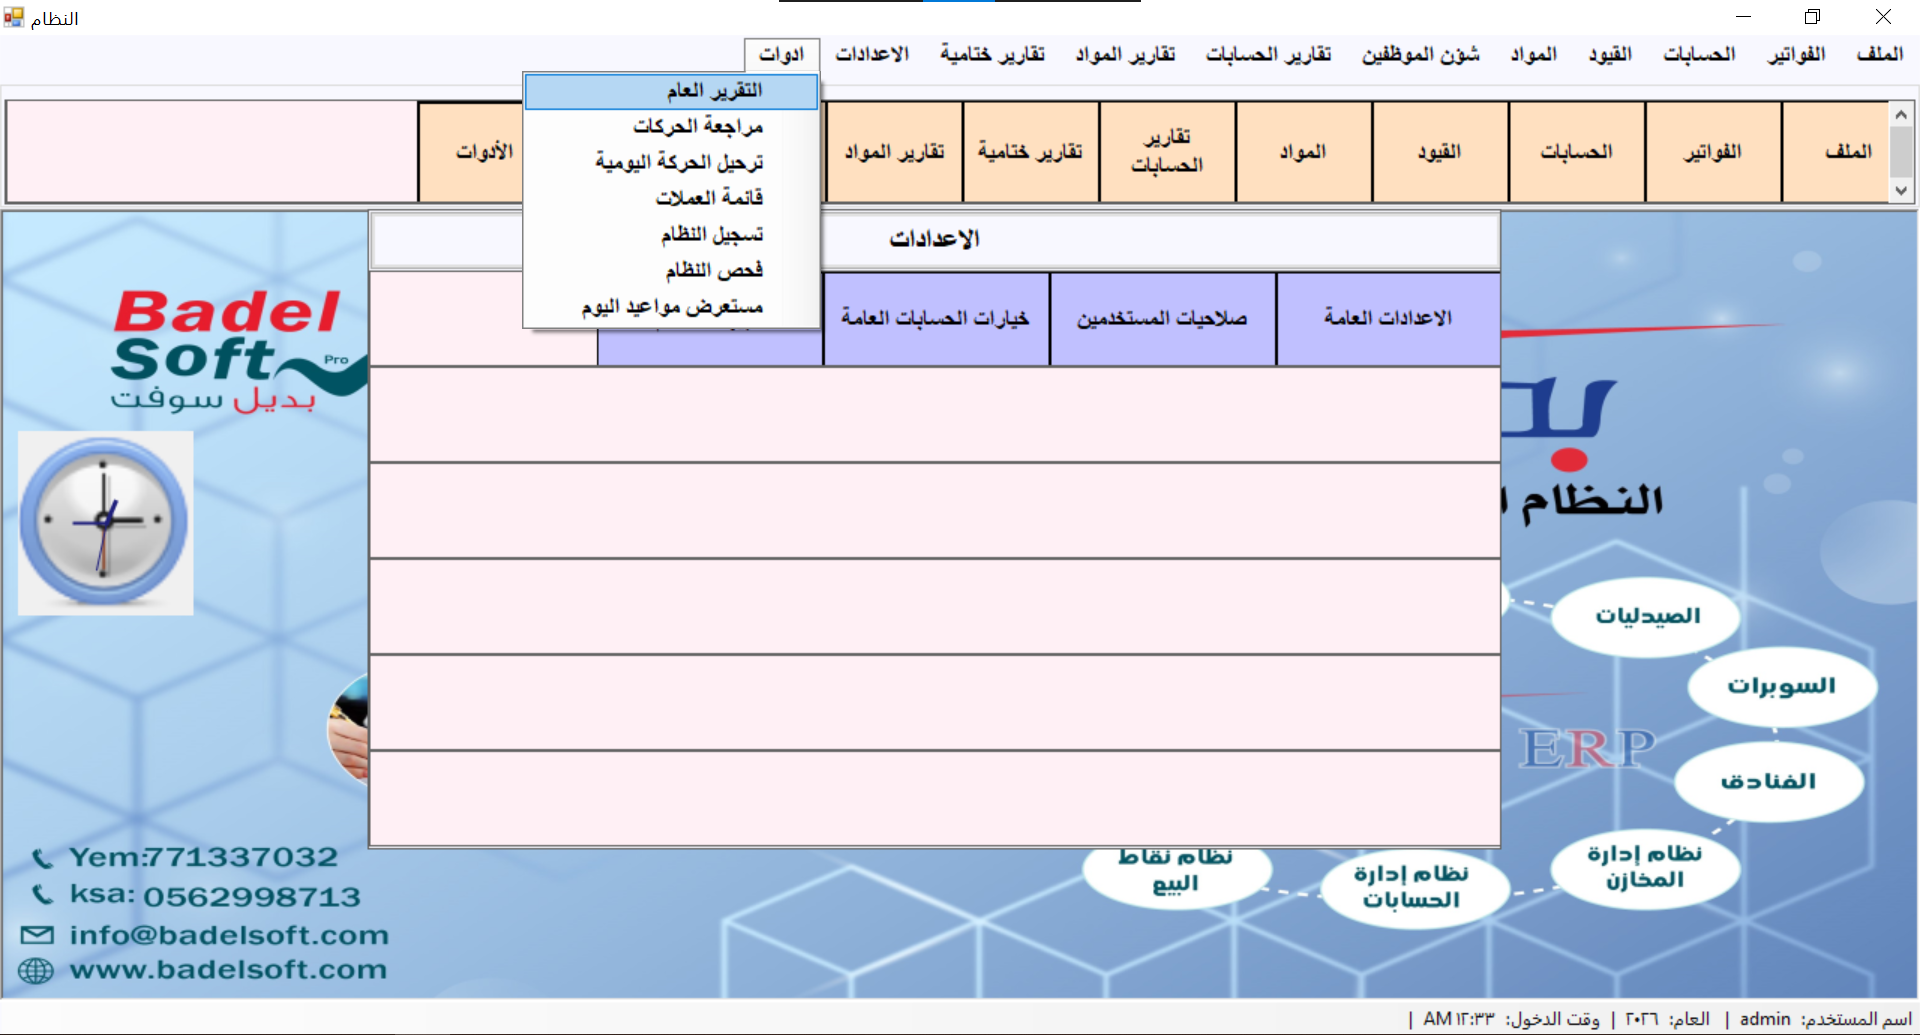 النظام
الملف الفواتير الحسابات القيود المواد شؤن الموظفين تقارير الحسابات تقارير المواد تقارير ختامية الاعدادات ادوات
التقرير العام
مراجعة الحركات
ترحيل الحركة اليومية
قائمة العملات
تسجيل النظام
فحص النظام
مستعرض مواعيد اليوم
الملف الفواتير الحسابات القيود المواد تقارير الحسابات تقارير ختامية تقارير المواد الأدوات
الاعدادات
الاعدادات العامة صلاحيات المستخدمين خيارات الحسابات العامة
Badel
Soft Pro
بديل سوفت
النظام
الصيدليات
السوبرات
ERP
الفنادق
نظام إدارة
المخازن
نظام إدارة
الحسابات
نظام نقاط
البيع
Yem:771337032
ksa: 0562998713
info@badelsoft.com
www.badelsoft.com
اسم المستخدم: admin | العام: ٢٠٢٦ | وقت الدخول: ١٢:٣٣ AM |